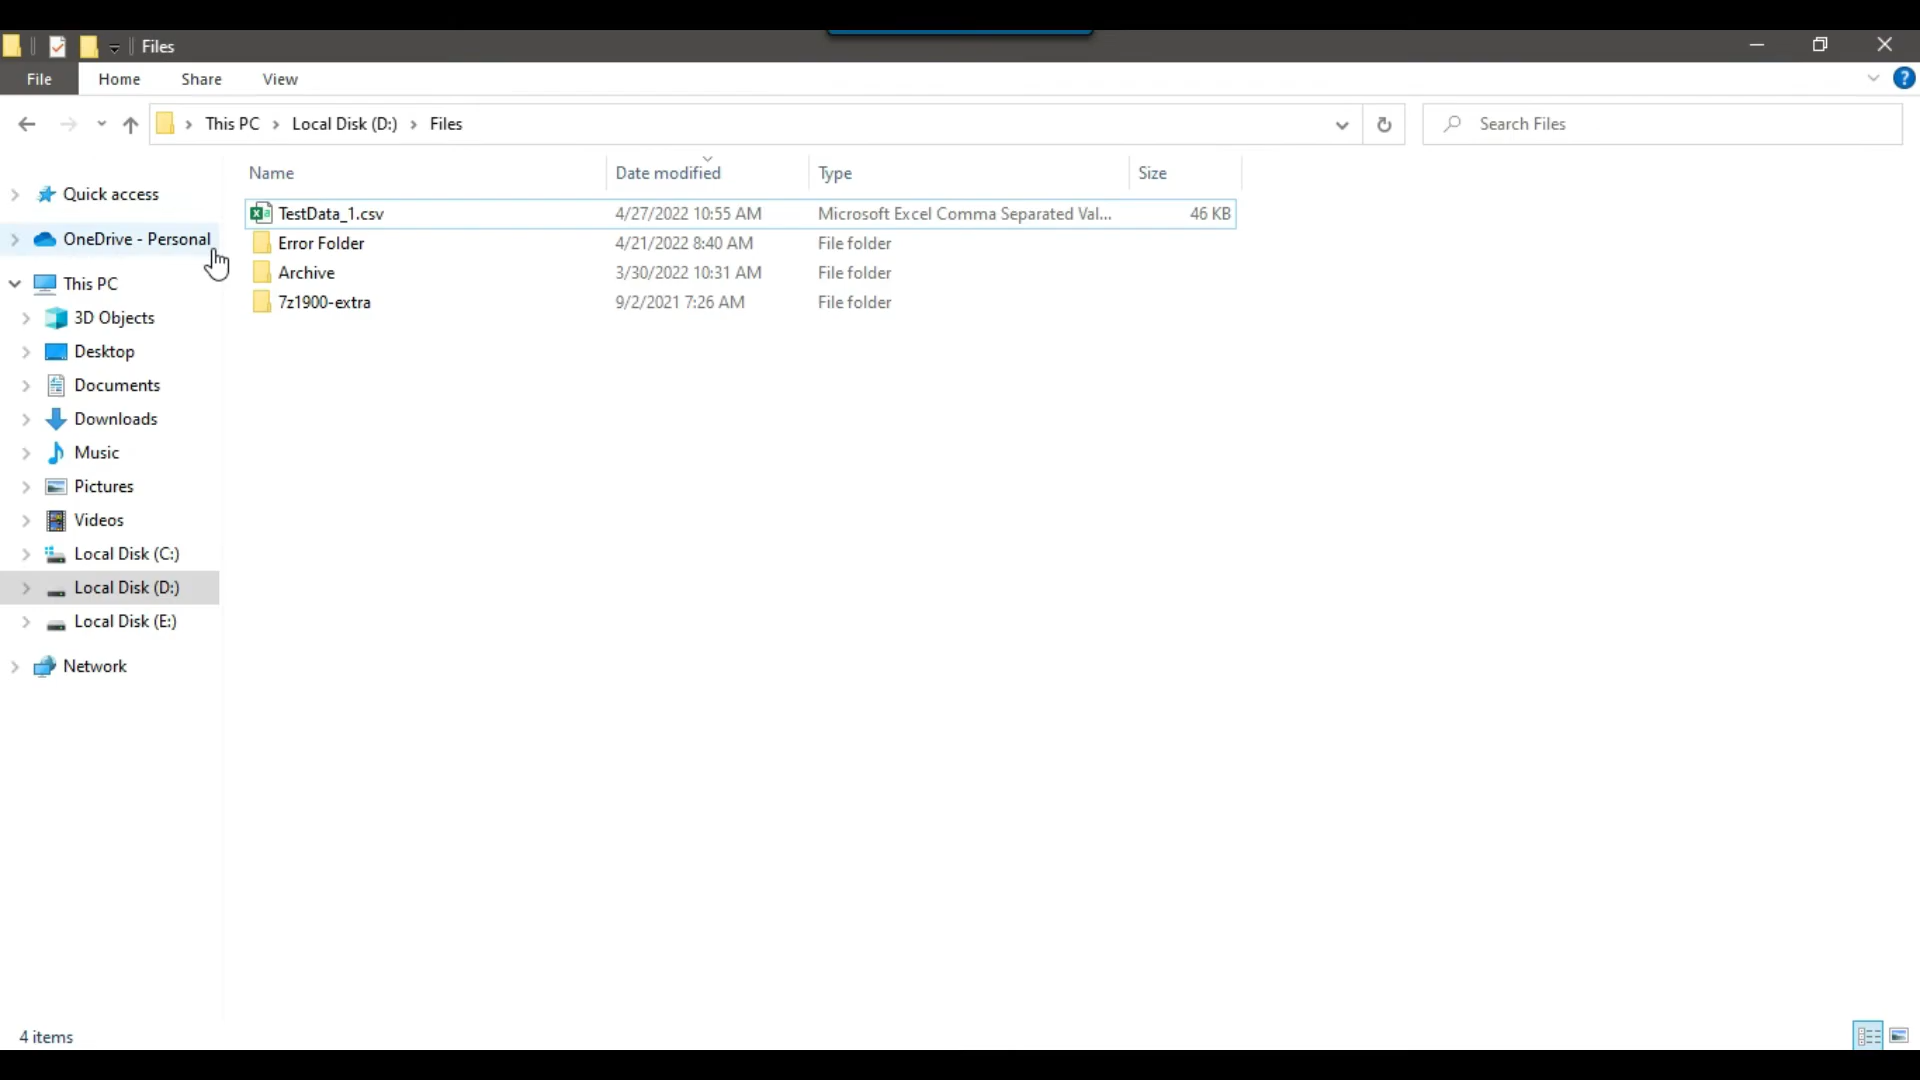 Files
File Home Share View
This PC Local Disk (D:) Files
Search Files
Name Date modified Type Size
TestData_1.csv 4/27/2022 10:55 AM Microsoft Excel Comma Separated Val... 46 KB
Error Folder 4/21/2022 8:40 AM File folder
Archive 3/30/2022 10:31 AM File folder
7z1900-extra 9/2/2021 7:26 AM File folder
Quick access
OneDrive - Personal
This PC
3D Objects
Desktop
Documents
Downloads
Music
Pictures
Videos
Local Disk (C:)
Local Disk (D:)
Local Disk (E:)
Network
4 items